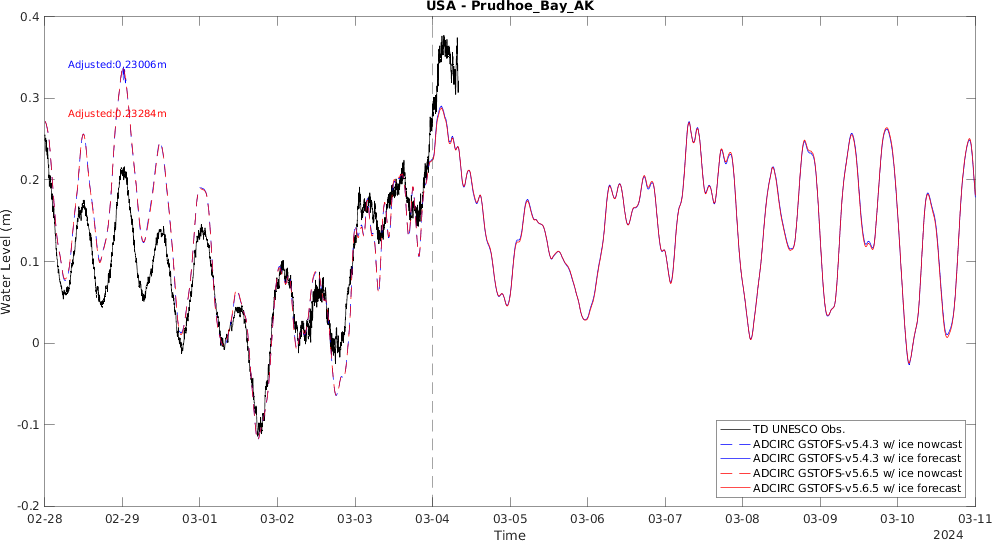 USA - Prudhoe_Bay_AK
0.4
0.3
0.2
0.1
0
-0.1
-0.2
Water Level (m)
Adjusted:0.23006m
Adjusted:0.23284m
TD UNESCO Obs.
ADCIRC GSTOFS-v5.4.3 w/ ice nowcast
ADCIRC GSTOFS-v5.4.3 w/ ice forecast
ADCIRC GSTOFS-v5.6.5 w/ ice nowcast
ADCIRC GSTOFS-v5.6.5 w/ ice forecast
02-28 02-29 03-01 03-02 03-03 03-04 03-05 03-06 03-07 03-08 03-09 03-10 03-11
Time
2024